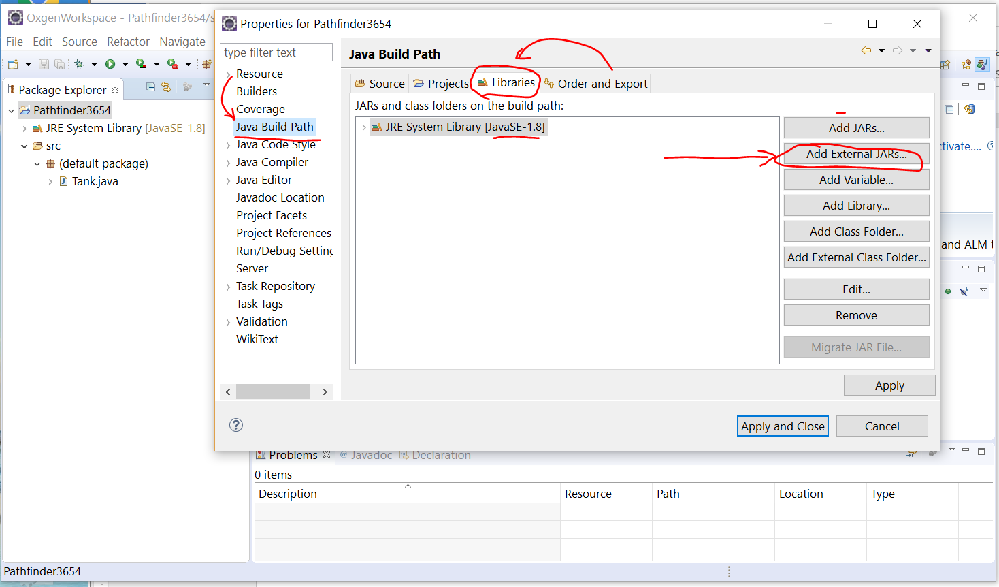 OxgenWorkspace - Pathfinder3654/s
File Edit Source Refactor Navigate
Package Explorer
Pathfinder3654
JRE System Library [JavaSE-1.8]
src
(default package)
Tank.java
Properties for Pathfinder3654
type filter text
Resource
Builders
Coverage
Java Build Path
Java Code Style
Java Compiler
Java Editor
Javadoc Location
Project Facets
Project References
Run/Debug Setting
Server
Task Repository
Task Tags
Validation
WikiText
Java Build Path
Source Projects Libraries Order and Export
JARs and class folders on the build path:
JRE System Library [JavaSE-1.8]
Add JARs...
Add External JARs...
Add Variable...
Add Library...
Add Class Folder...
Add External Class Folder...
Edit...
Remove
Migrate JAR File...
Apply
Apply and Close Cancel
ctivate....
and ALM t
Problems @ Javadoc Declaration
0 items
Description Resource Path Location Type
Pathfinder3654